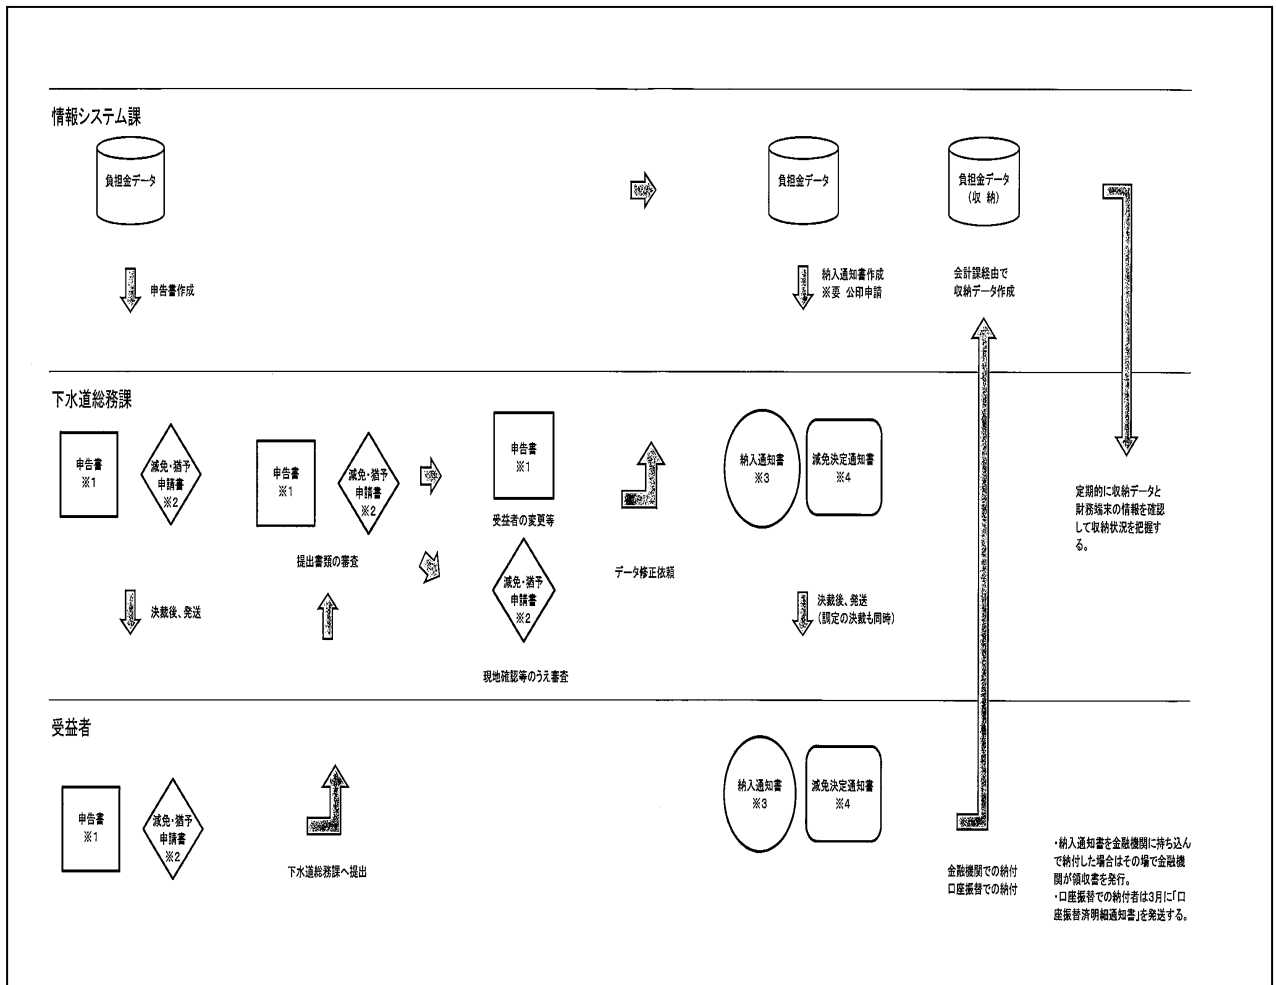 情報システム課
負担金データ
負担金データ
負担金データ
(収 納)
申告書作成
納入通知書作成
※要 公印申請
会計課経由で
収納データ作成
下水道総務課
申告書
※1
減免・猶予
申請書
※2
申告書
※1
減免・猶予
申請書
※2
提出書類の審査
申告書
※1
受益者の変更等
減免・猶予
申請書
※2
現地確認等のうえ審査
データ修正依頼
納入通知書
※3
減免決定通知書
※4
定期的に収納データと
財務端末の情報を確認
して収納状況を把握す
る。
決裁後、発送
決裁後、発送
(調定の決裁も同時)
受益者
申告書
※1
減免・猶予
申請書
※2
下水道総務課へ提出
納入通知書
※3
減免決定通知書
※4
金融機関での納付
口座振替での納付
・納入通知書を金融機関に持ち込ん
で納付した場合はその場で金融機
関が領収書を発行。
・口座振替での納付者は3月に「口
座振替済明細通知書」を発送する。